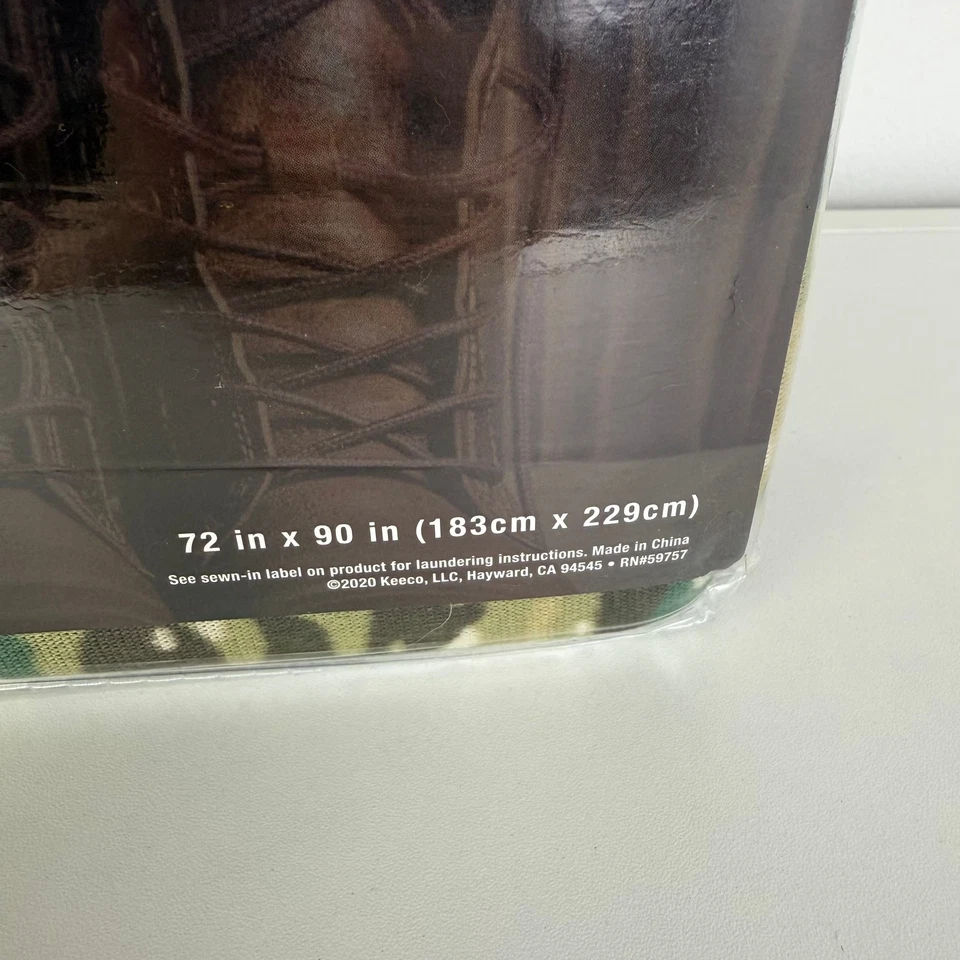 72 in x 90 in (183cm x 229cm)
See sewn-in label on product for laundering instructions. Made in China
©2020 Keeco, LLC, Hayward, CA 94545 • RN#59757